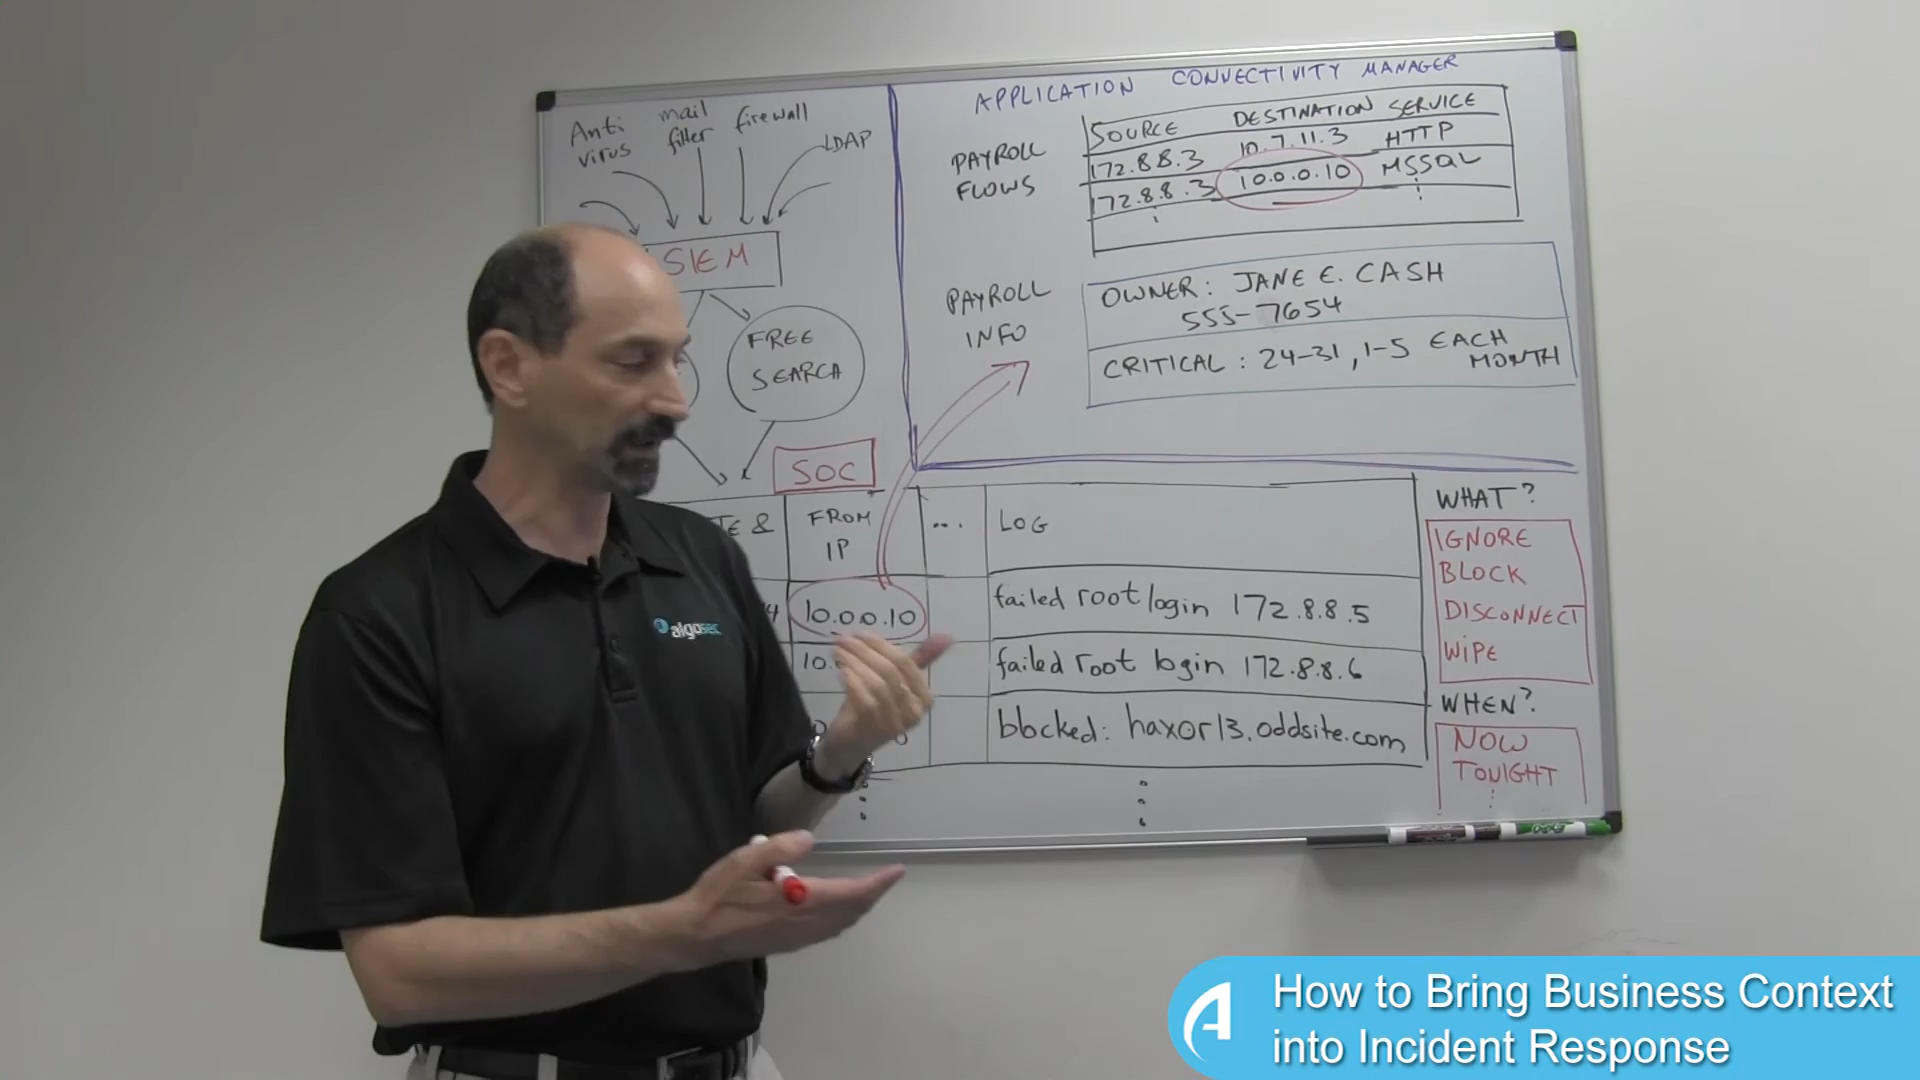 Anti
virus
mail
filter
firewall
LDAP
SIEM
FREE
SEARCH
SOC
APPLICATION CONNECTIVITY MANAGER
PAYROLL
FLOWS
SOURCE DESTINATION SERVICE
172.8.8.3 10.7.11.3 HTTP
172.8.8.3 10.0.0.10 MSSQL
PAYROLL
INFO
OWNER: JANE E. CASH
555-7654
CRITICAL: 24-31, 1-5 EACH
MONTH
&
FROM
IP
... LOG
10.0.0.10 failed root login 172.8.8.5
failed root login 172.8.8.6
blocked: haxor13.oddsite.com
WHAT?
IGNORE
BLOCK
DISCONNECT
WIPE
WHEN?
NOW
TONIGHT
algosec
How to Bring Business Context
into Incident Response